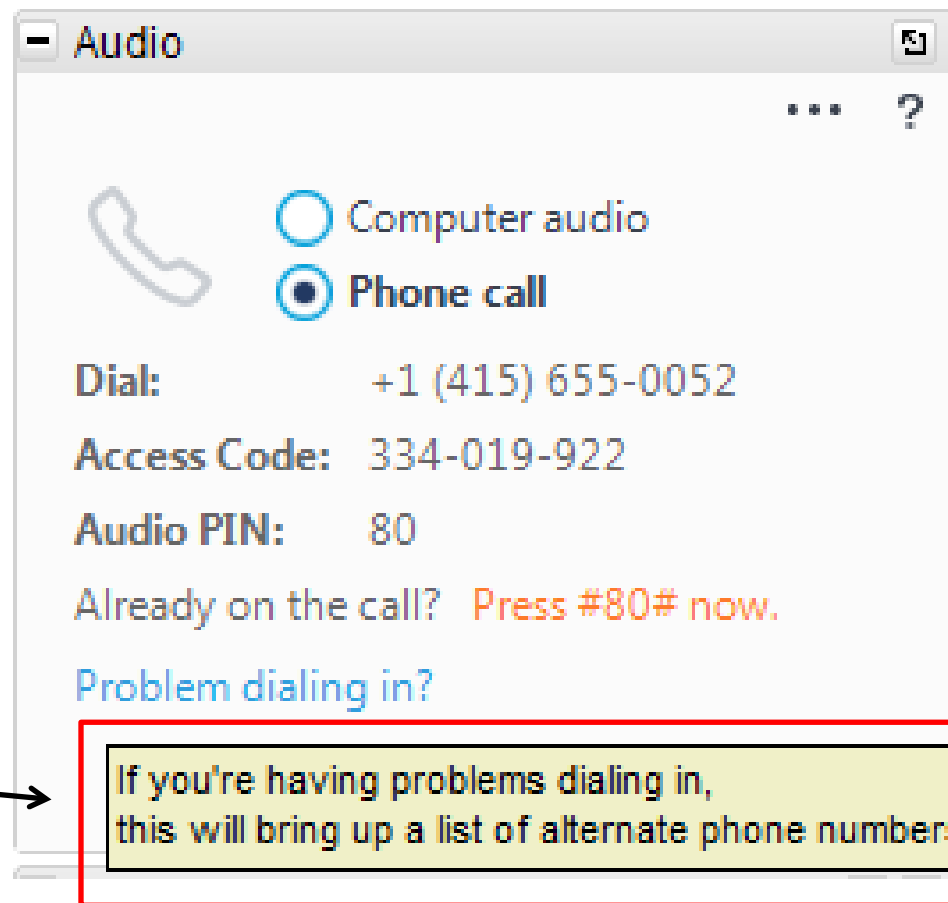 Audio
... ?
Computer audio
Phone call
Dial: +1 (415) 655-0052
Access Code: 334-019-922
Audio PIN: 80
Already on the call? Press #80# now.
Problem dialing in?
If you're having problems dialing in,
this will bring up a list of alternate phone numbers